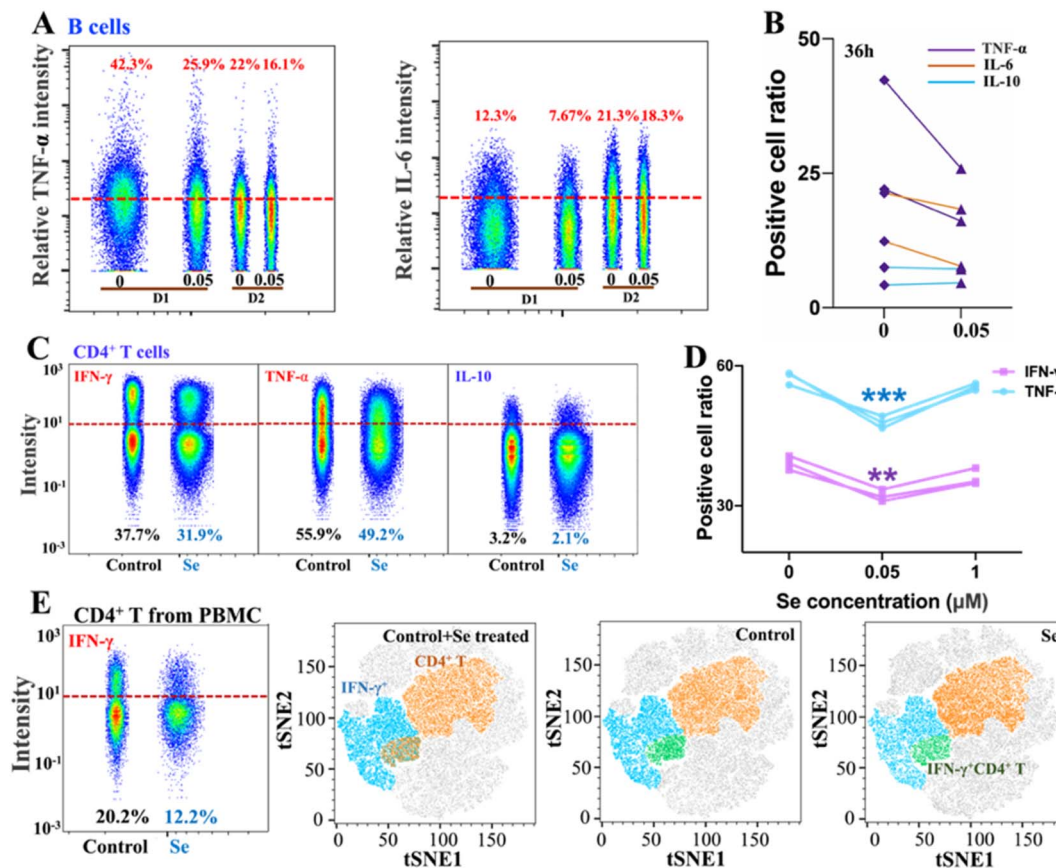 A B cells
Relative TNF-α intensity
42.3% 25.9% 22% 16.1%
0 0.05 0 0.05
D1 D2
Relative IL-6 intensity
12.3% 7.67% 21.3% 18.3%
0 0.05 0 0.05
D1 D2
B
36h
TNF-α
IL-6
IL-10
Positive cell ratio
50
25
0
0 0.05
C CD4+ T cells
IFN-γ TNF-α IL-10
Intensity
10³
10¹
10⁻¹
10⁻³
37.7% 31.9% 55.9% 49.2% 3.2% 2.1%
Control Se Control Se Control Se
D
Positive cell ratio
60
30
IFN-γ
TNF-
***
**
0 0.05 1
Se concentration (μM)
E CD4+ T from PBMC
IFN-γ
Intensity
10³
10¹
10⁻¹
10⁻³
20.2% 12.2%
Control Se
Control+Se treated
CD4+ T
IFN-γ+
tSNE2
150
100
50
0
0 50 100 150
tSNE1
Control
tSNE2
150
100
50
0
0 50 100 150
tSNE1
Se
IFN-γ+CD4+ T
tSNE2
150
100
50
0
0 50 100 150
tSNE1